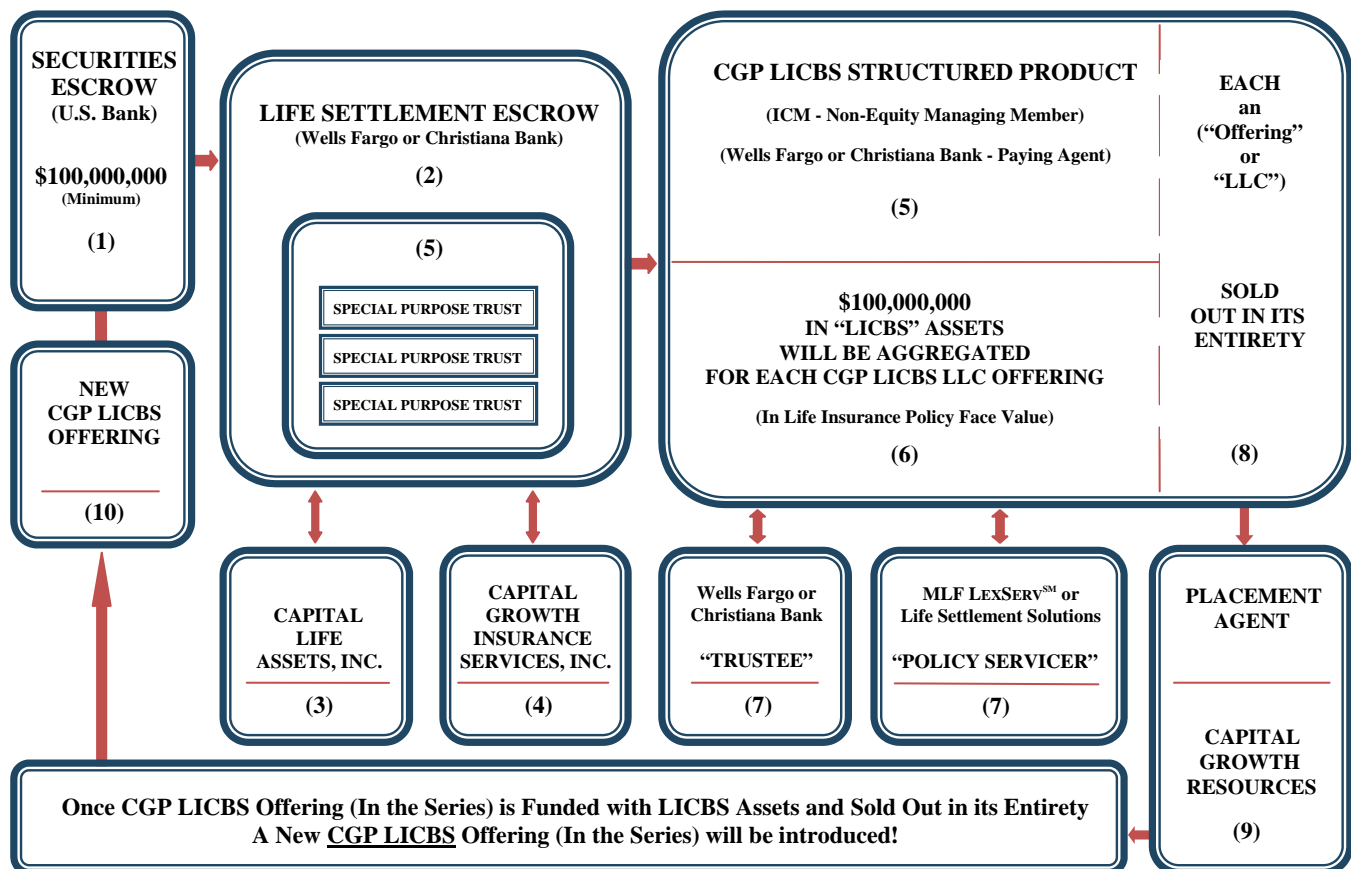 SECURITIES
ESCROW
(U.S. Bank)
$100,000,000
(Minimum)
(1)
LIFE SETTLEMENT ESCROW
(Wells Fargo or Christiana Bank)
(2)
(5)
SPECIAL PURPOSE TRUST
SPECIAL PURPOSE TRUST
SPECIAL PURPOSE TRUST
CGP LICBS STRUCTURED PRODUCT
(ICM - Non-Equity Managing Member)
(Wells Fargo or Christiana Bank - Paying Agent)
(5)
$100,000,000
IN “LICBS” ASSETS
WILL BE AGGREGATED
FOR EACH CGP LICBS LLC OFFERING
(In Life Insurance Policy Face Value)
(6)
EACH
an
(“Offering”
or
“LLC”)
SOLD
OUT IN ITS
ENTIRETY
(8)
NEW
CGP LICBS
OFFERING
(10)
CAPITAL
LIFE
ASSETS, INC.
(3)
CAPITAL
GROWTH
INSURANCE
SERVICES, INC.
(4)
Wells Fargo or
Christiana Bank
“TRUSTEE”
(7)
MLF LEXSERV℠ or
Life Settlement Solutions
“POLICY SERVICER”
(7)
PLACEMENT
AGENT
CAPITAL
GROWTH
RESOURCES
(9)
Once CGP LICBS Offering (In the Series) is Funded with LICBS Assets and Sold Out in its Entirety
A New CGP LICBS Offering (In the Series) will be introduced!